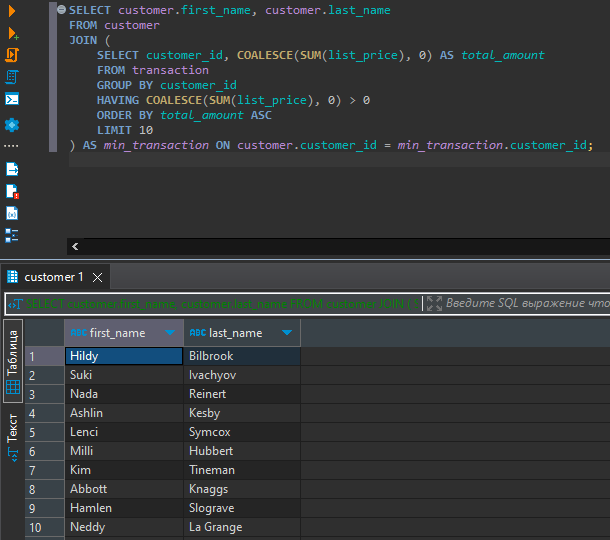 SELECT customer.first_name, customer.last_name
FROM customer
JOIN (
SELECT customer_id, COALESCE(SUM(list_price), 0) AS total_amount
FROM transaction
GROUP BY customer_id
HAVING COALESCE(SUM(list_price), 0) > 0
ORDER BY total_amount ASC
LIMIT 10
) AS min_transaction ON customer.customer_id = min_transaction.customer_id;
customer 1
SELECT customer.first_name, customer.last_name FROM customer JOIN ( S Введите SQL выражение что
Таблица
Текст
ABC first_name ABC last_name
1 Hildy Bilbrook
2 Suki Ivachyov
3 Nada Reinert
4 Ashlin Kesby
5 Lenci Symcox
6 Milli Hubbert
7 Kim Tineman
8 Abbott Knaggs
9 Hamlen Slograve
10 Neddy La Grange